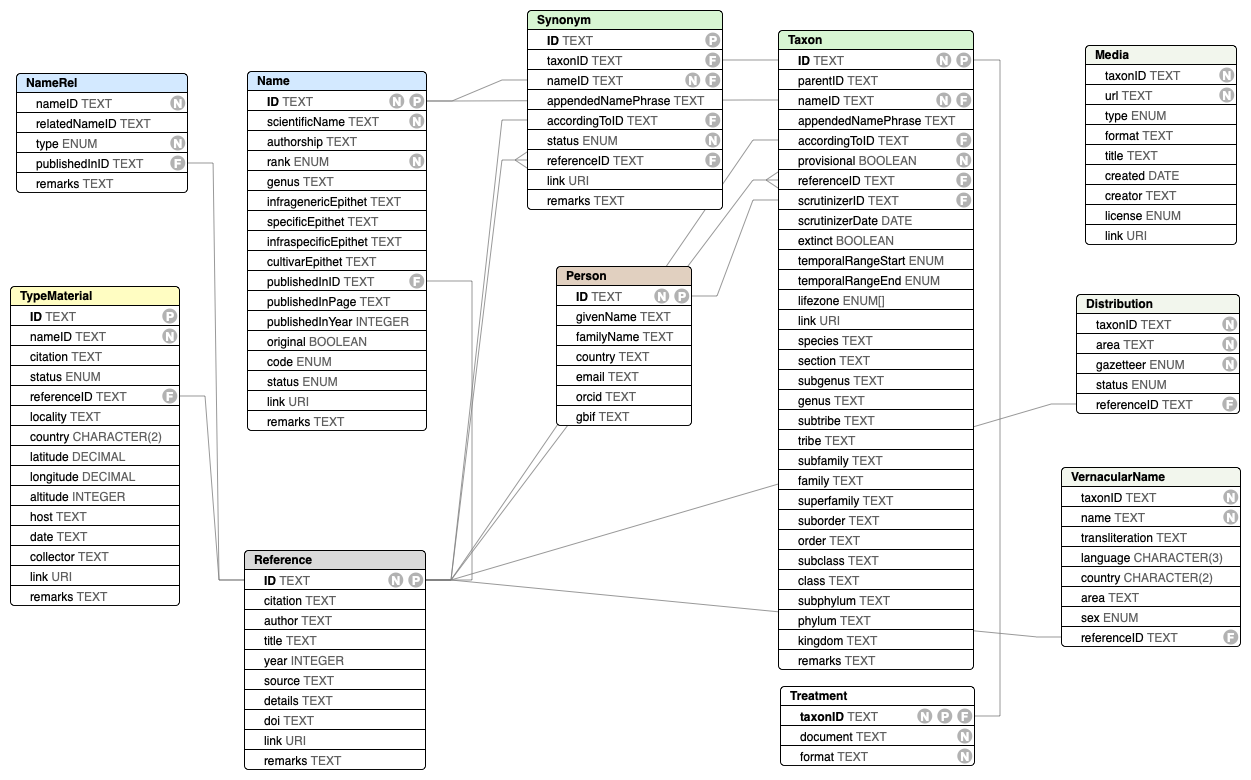 NameRel
nameID TEXT N
relatedNameID TEXT
type ENUM N
publishedInID TEXT F
remarks TEXT
TypeMaterial
ID TEXT P
nameID TEXT N
citation TEXT
status ENUM
referenceID TEXT F
locality TEXT
country CHARACTER(2)
latitude DECIMAL
longitude DECIMAL
altitude INTEGER
host TEXT
date TEXT
collector TEXT
link URI
remarks TEXT
Name
ID TEXT N P
scientificName TEXT N
authorship TEXT
rank ENUM N
genus TEXT
infragenericEpithet TEXT
specificEpithet TEXT
infraspecificEpithet TEXT
cultivarEpithet TEXT
publishedInID TEXT F
publishedInPage TEXT
publishedInYear INTEGER
original BOOLEAN
code ENUM
status ENUM
link URI
remarks TEXT
Reference
ID TEXT N P
citation TEXT
author TEXT
title TEXT
year INTEGER
source TEXT
details TEXT
doi TEXT
link URI
remarks TEXT
Synonym
ID TEXT P
taxonID TEXT F
nameID TEXT N F
appendedNamePhrase TEXT
accordingToID TEXT F
status ENUM N
referenceID TEXT F
link URI
remarks TEXT
Person
ID TEXT N P
givenName TEXT
familyName TEXT
country TEXT
email TEXT
orcid TEXT
gbif TEXT
Taxon
ID TEXT N P
parentID TEXT
nameID TEXT N F
appendedNamePhrase TEXT
accordingToID TEXT F
provisional BOOLEAN N
referenceID TEXT F
scrutinizerID TEXT F
scrutinizerDate DATE
extinct BOOLEAN
temporalRangeStart ENUM
temporalRangeEnd ENUM
lifezone ENUM[]
link URI
species TEXT
section TEXT
subgenus TEXT
genus TEXT
subtribe TEXT
tribe TEXT
subfamily TEXT
family TEXT
superfamily TEXT
suborder TEXT
order TEXT
subclass TEXT
class TEXT
subphylum TEXT
phylum TEXT
kingdom TEXT
remarks TEXT
Treatment
taxonID TEXT N P F
document TEXT N
format TEXT N
Media
taxonID TEXT N
url TEXT N
type ENUM
format TEXT
title TEXT
created DATE
creator TEXT
license ENUM
link URI
Distribution
taxonID TEXT N
area TEXT N
gazetteer ENUM N
status ENUM
referenceID TEXT F
VernacularName
taxonID TEXT N
name TEXT N
transliteration TEXT
language CHARACTER(3)
country CHARACTER(2)
area TEXT
sex ENUM
referenceID TEXT F